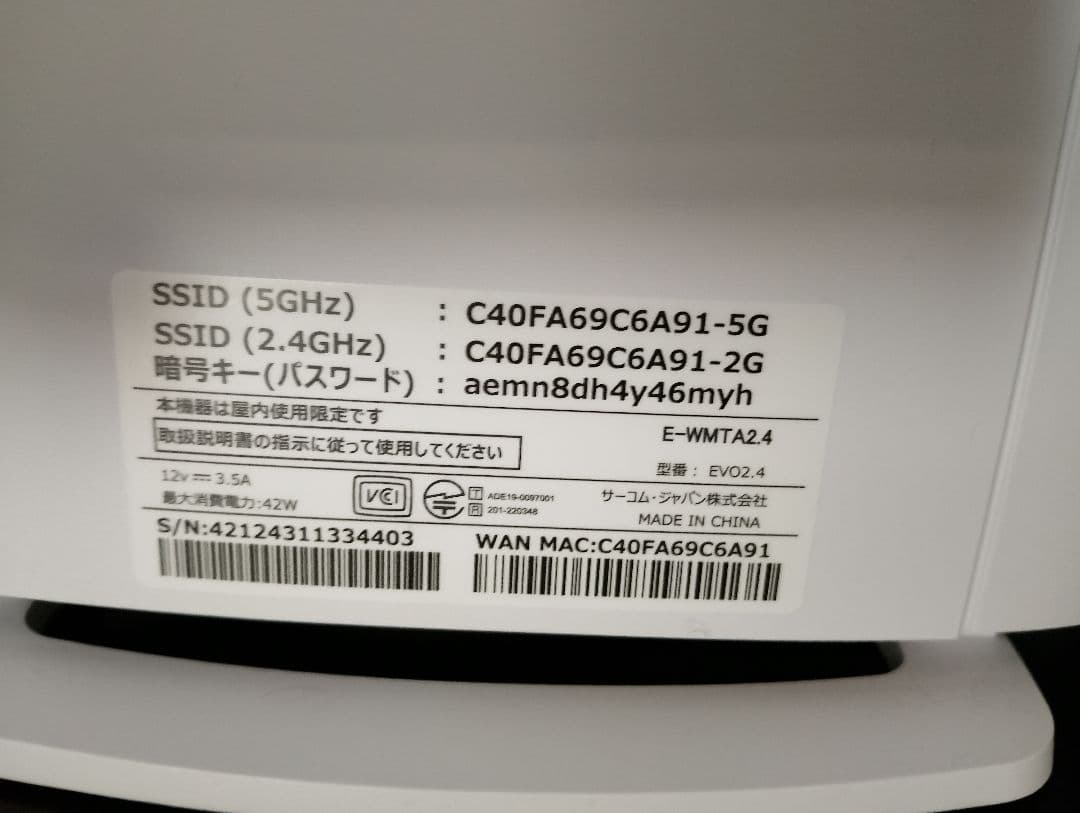 SSID (5GHz) : C40FA69C6A91-5G
SSID (2.4GHz) : C40FA69C6A91-2G
暗号キー(パスワード) : aemn8dh4y46myh
本機器は屋内使用限定です
取扱説明書の指示に従って使用してください
E-WMTA2.4
型番: EVO2.4
12v ⎓ 3.5A
最大消費電力:42W
VCI
T ADE19-0097001
R 201-220348
サーコム・ジャパン株式会社
MADE IN CHINA
S/N:42124311334403
WAN MAC:C40FA69C6A91